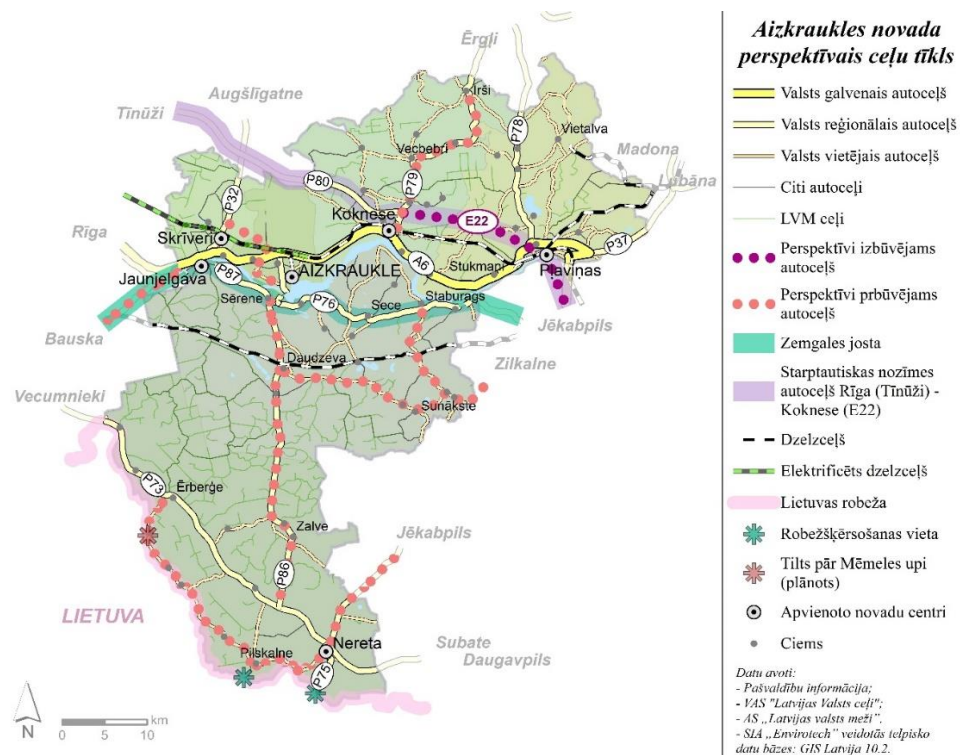 Ērgli
Augšlīgatne
Tīnūži
Irši
P78
Vietalva
Vecbebri
Madona
P80
P79
Lubāna
P32
Koknese
E22
Rīga
Skrīveri
P37
A6
Pļaviņas
Jaunjelgava
P87
AIZKRAUKLE
Stukmaņi
Sērene
P76
Sece
Staburags
Jēkabpils
Bauska
Daudzeva
Zilkalne
Vecumnieki
Sunākste
P73
Ērberģe
Zalve
Jēkabpils
P86
LIETUVA
Nereta
Subate
Pilskalne
Daugavpils
P75
N
0
10
km
Aizkraukles novada
perspektīvais ceļu tīkls
Valsts galvenais autoceļš
Valsts reģionālais autoceļš
Valsts vietējais autoceļš
Citi autoceļi
LVM ceļi
Perspektīvi izbūvējams
autoceļš
Perspektīvi prbūvējams
autoceļš
Zemgales josta
Starptautiskas nozīmes
autoceļš Rīga (Tīnūži) -
Koknese (E22)
Dzelzceļš
Elektrificēts dzelzceļš
Lietuvas robeža
Robežšķērsošanas vieta
Tilts pār Mēmeles upi
(plānots)
Apvienoto novadu centri
Ciems
Datu avoti:
- Pašvaldību informācija;
- VAS "Latvijas Valsts ceļi";
- AS „Latvijas valsts meži”.
- SIA „Envirotech” veidotās telpisko
datu bāzes: GIS Latvija 10.2.